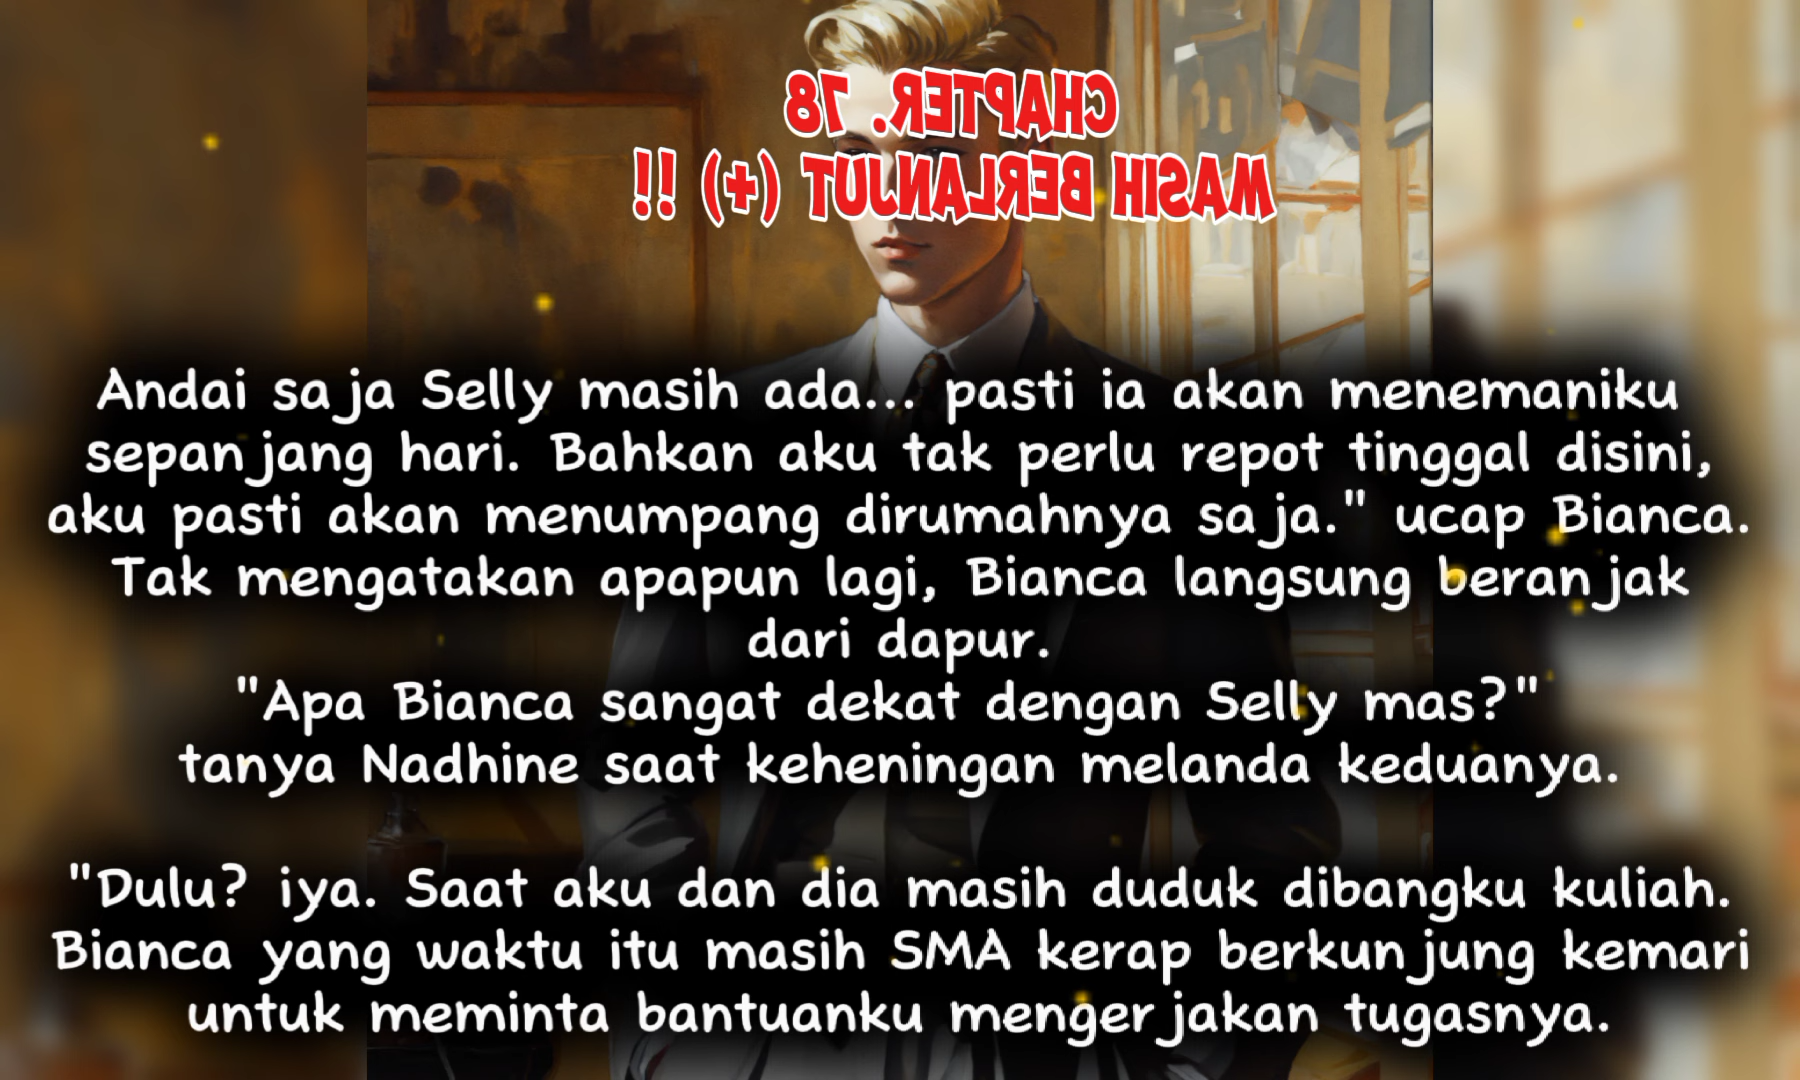 CHAPTER. 78
MASIH BERLANJUT (+) !!
Andai saja Selly masih ada... pasti ia akan menemaniku
sepanjang hari. Bahkan aku tak perlu repot tinggal disini,
aku pasti akan menumpang dirumahnya saja." ucap Bianca.
Tak mengatakan apapun lagi, Bianca langsung beranjak
dari dapur.
"Apa Bianca sangat dekat dengan Selly mas?"
tanya Nadhine saat keheningan melanda keduanya.
"Dulu? iya. Saat aku dan dia masih duduk dibangku kuliah.
Bianca yang waktu itu masih SMA kerap berkunjung kemari
untuk meminta bantuanku mengerjakan tugasnya.